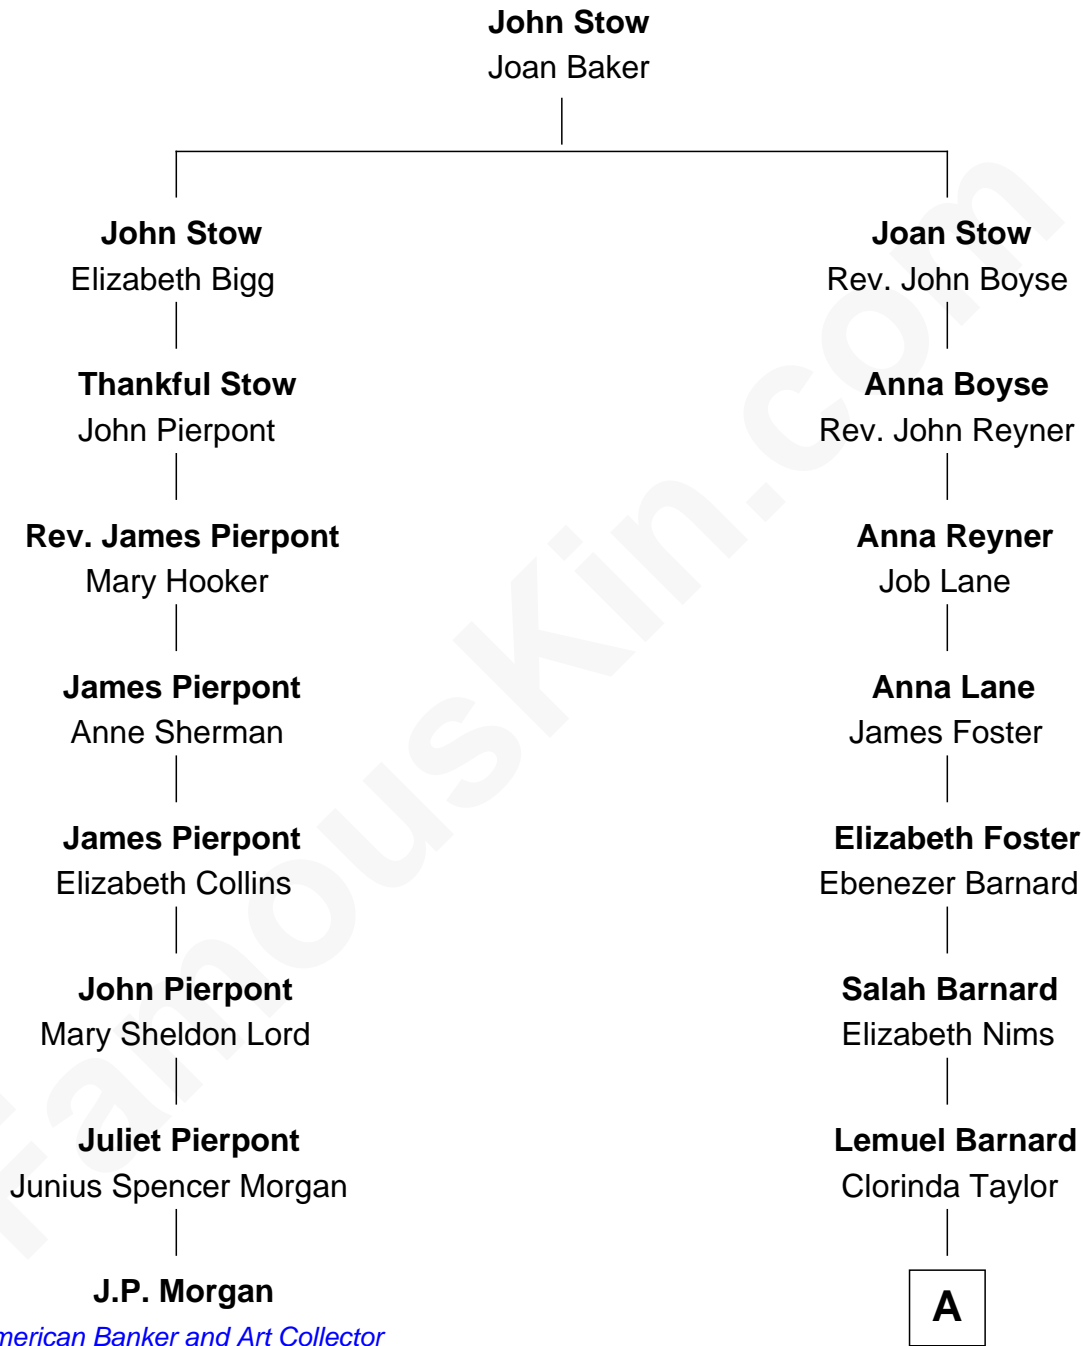 John Stow
Joan Baker
John Stow
Elizabeth Bigg
Joan Stow
Rev. John Boyse
Thankful Stow
John Pierpont
Anna Boyse
Rev. John Reyner
Rev. James Pierpont
Mary Hooker
Anna Reyner
Job Lane
James Pierpont
Anne Sherman
Anna Lane
James Foster
James Pierpont
Elizabeth Collins
Elizabeth Foster
Ebenezer Barnard
John Pierpont
Mary Sheldon Lord
Salah Barnard
Elizabeth Nims
Juliet Pierpont
Junius Spencer Morgan
Lemuel Barnard
Clorinda Taylor
J.P. Morgan
merican Banker and Art Collector
A
FamousKin.com